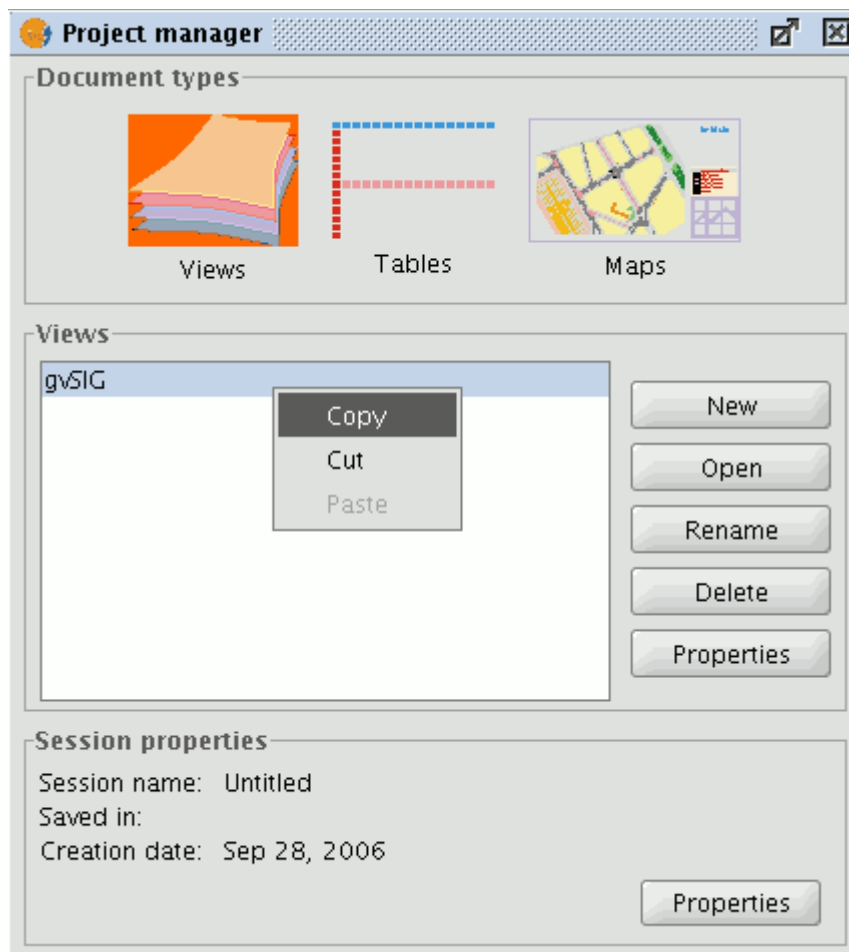 Project manager
Document types
Views
Tables
Maps
Views
gvSIG
Copy
Cut
Paste
New
Open
Rename
Delete
Properties
Session properties
Session name: Untitled
Saved in:
Creation date: Sep 28, 2006
Properties